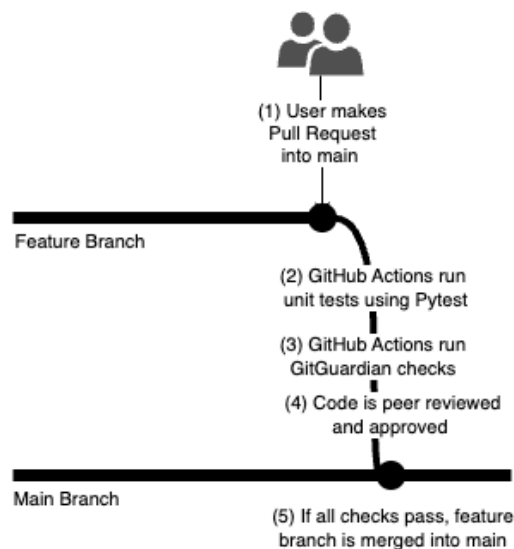 (1) User makes
Pull Request
into main
Feature Branch
(2) GitHub Actions run
unit tests using Pytest
(3) GitHub Actions run
GitGuardian checks
(4) Code is peer reviewed
and approved
Main Branch
(5) If all checks pass, feature
branch is merged into main